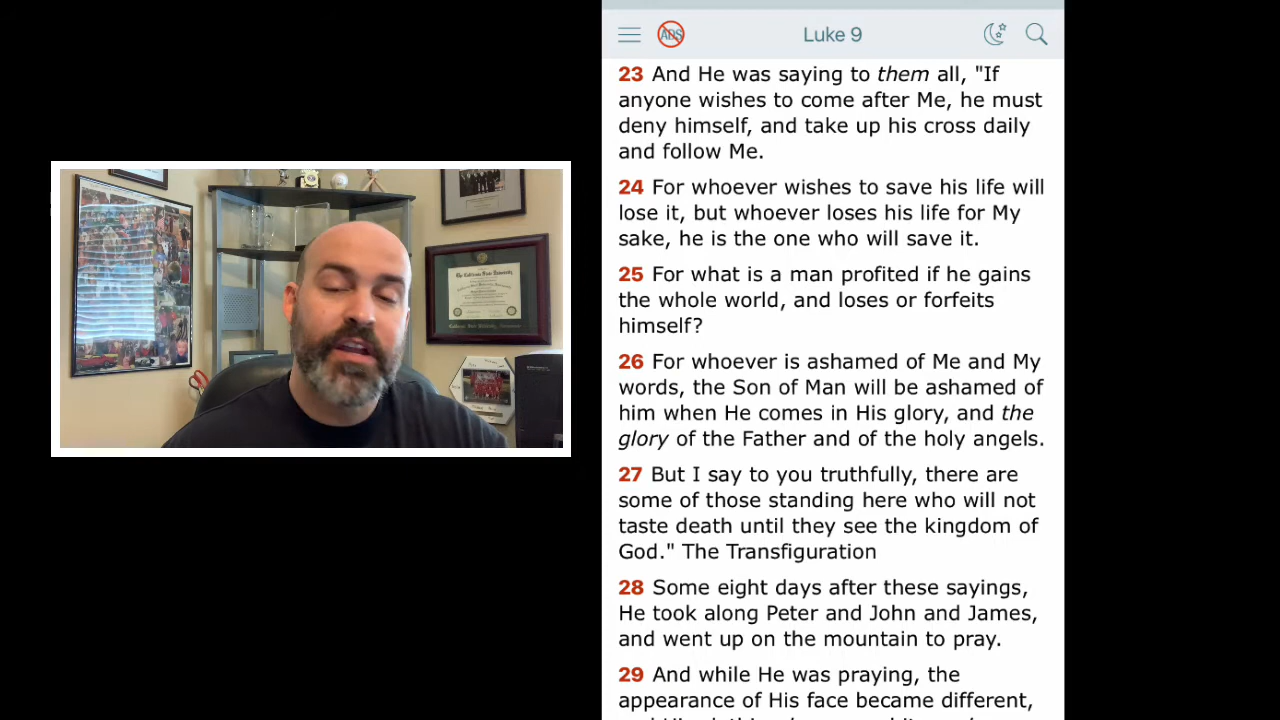 ADS
Luke 9
23 And He was saying to them all, "If
anyone wishes to come after Me, he must
deny himself, and take up his cross daily
and follow Me.
24 For whoever wishes to save his life will
lose it, but whoever loses his life for My
sake, he is the one who will save it.
25 For what is a man profited if he gains
the whole world, and loses or forfeits
himself?
26 For whoever is ashamed of Me and My
words, the Son of Man will be ashamed of
him when He comes in His glory, and the
glory of the Father and of the holy angels.
27 But I say to you truthfully, there are
some of those standing here who will not
taste death until they see the kingdom of
God." The Transfiguration
28 Some eight days after these sayings,
He took along Peter and John and James,
and went up on the mountain to pray.
29 And while He was praying, the
appearance of His face became different,
The California State University